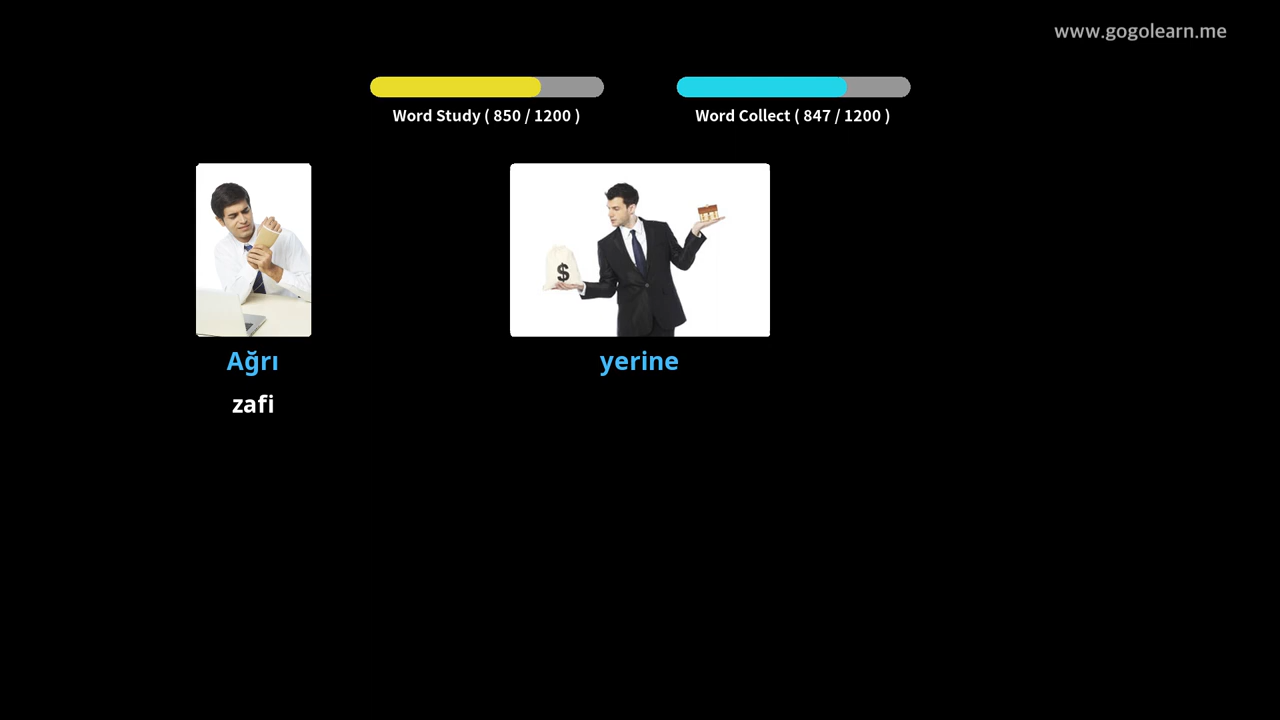 www.gogolearn.me
Word Study ( 850 / 1200 )
Word Collect ( 847 / 1200 )
$
Ağrı
yerine
zafi